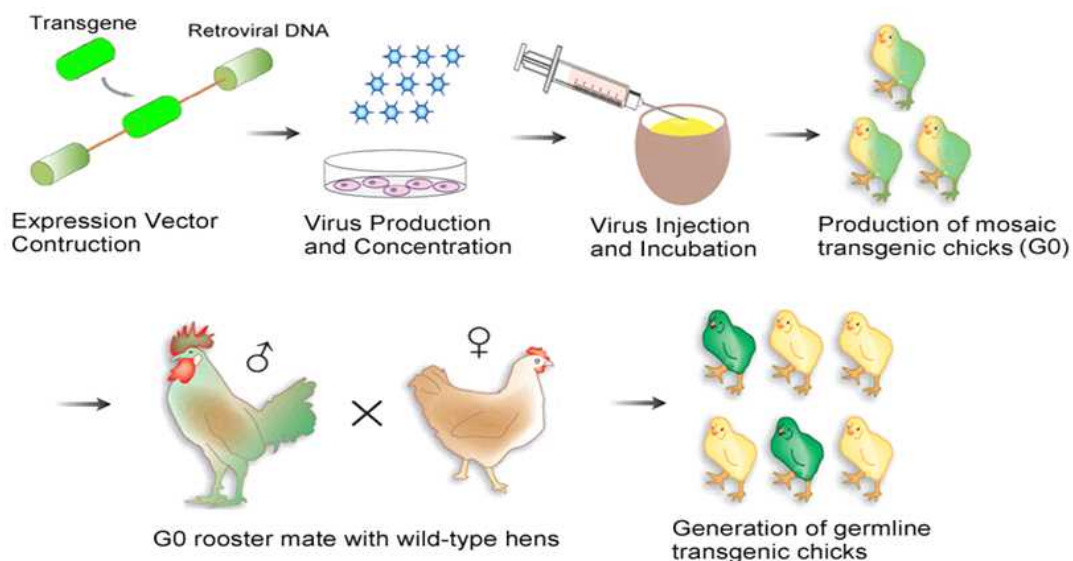 Transgene
Retroviral DNA
Expression Vector
Contruction
Virus Production
and Concentration
Virus Injection
and Incubation
Production of mosaic
transgenic chicks (G0)
♂
♀
×
G0 rooster mate with wild-type hens
Generation of germline
transgenic chicks